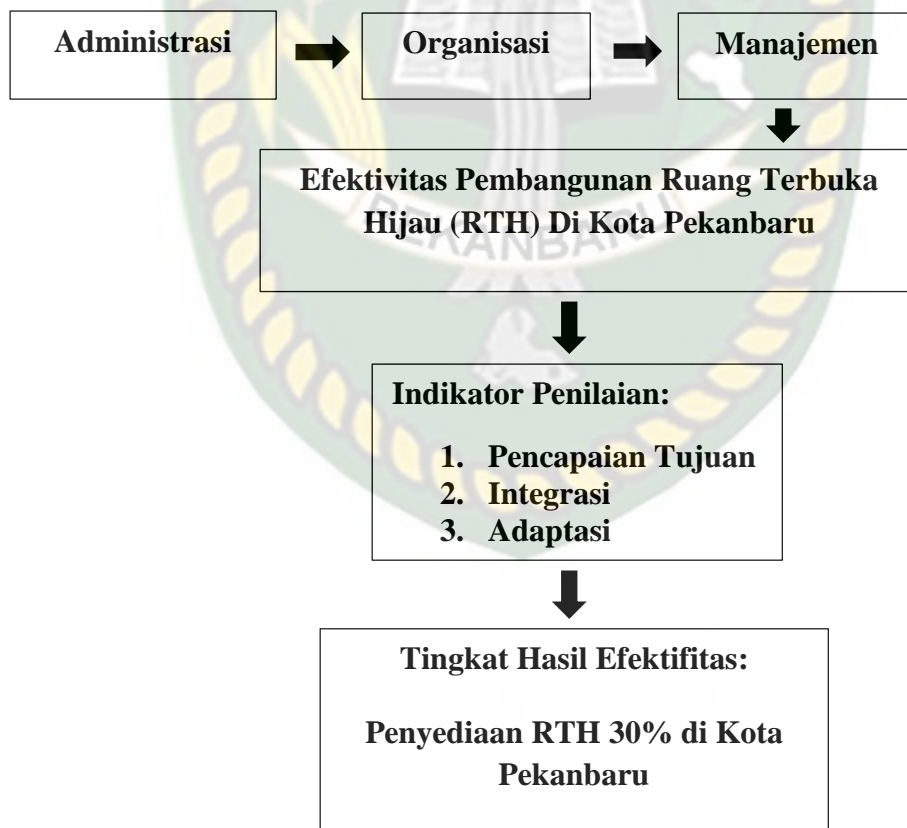 Administrasi
Organisasi
Manajemen
Efektivitas Pembangunan Ruang Terbuka
Hijau (RTH) Di Kota Pekanbaru
PEKANBARU
Indikator Penilaian:
1. Pencapaian Tujuan
2. Integrasi
3. Adaptasi
Tingkat Hasil Efektifitas:
Penyediaan RTH 30% di Kota
Pekanbaru